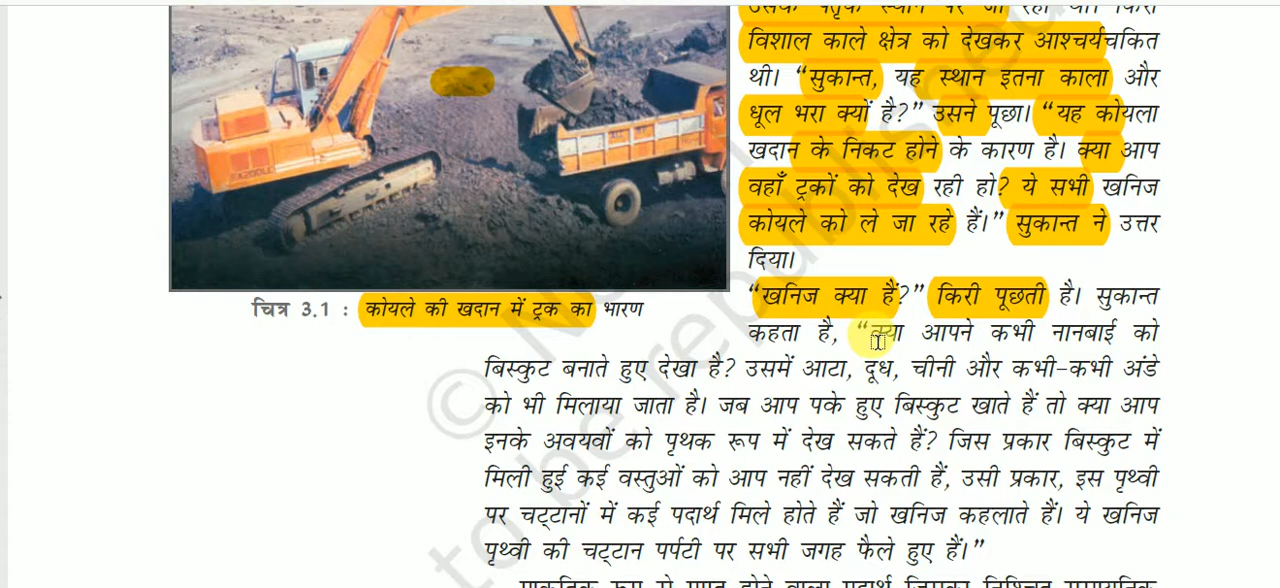 विशाल काले क्षेत्र को देखकर आश्चर्यचकित
थी। “सुकान्त, यह स्थान इतना काला और
धूल भरा क्यों है?” उसने पूछा। “यह कोयला
खदान के निकट होने के कारण है। क्या आप
वहाँ ट्रकों को देख रही हो? ये सभी खनिज
कोयले को ले जा रहे हैं।” सुकान्त ने उत्तर
दिया।
चित्र 3.1 : कोयले की खदान में ट्रक का भारण
“खनिज क्या हैं?” किरी पूछती है। सुकान्त
कहता है, “क्या आपने कभी नानबाई को
बिस्कुट बनाते हुए देखा है? उसमें आटा, दूध, चीनी और कभी-कभी अंडे
को भी मिलाया जाता है। जब आप पके हुए बिस्कुट खाते हैं तो क्या आप
इनके अवयवों को पृथक रूप में देख सकते हैं? जिस प्रकार बिस्कुट में
मिली हुई कई वस्तुओं को आप नहीं देख सकती हैं, उसी प्रकार, इस पृथ्वी
पर चट्टानों में कई पदार्थ मिले होते हैं जो खनिज कहलाते हैं। ये खनिज
पृथ्वी की चट्टान पर्पटी पर सभी जगह फैले हुए हैं।”